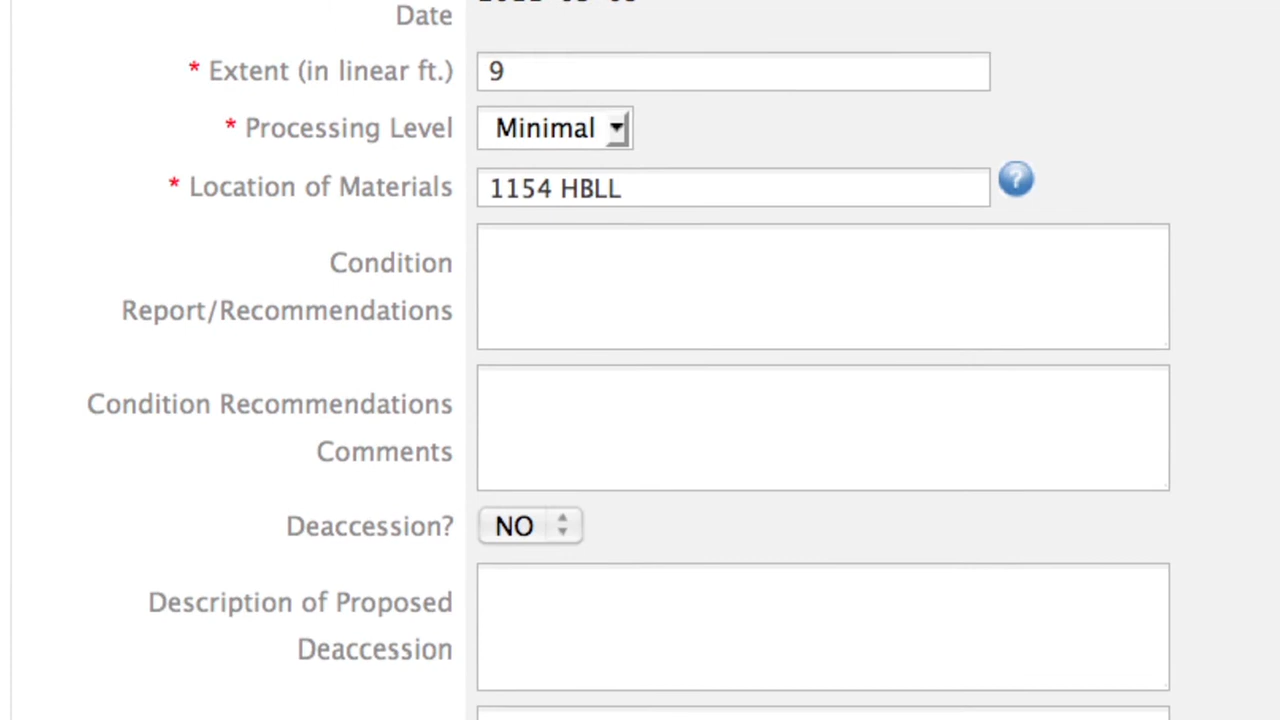 Date
* Extent (in linear ft.) 9
* Processing Level Minimal
* Location of Materials 1154 HBLL ?
Condition
Report/Recommendations
Condition Recommendations
Comments
Deaccession? NO
Description of Proposed
Deaccession